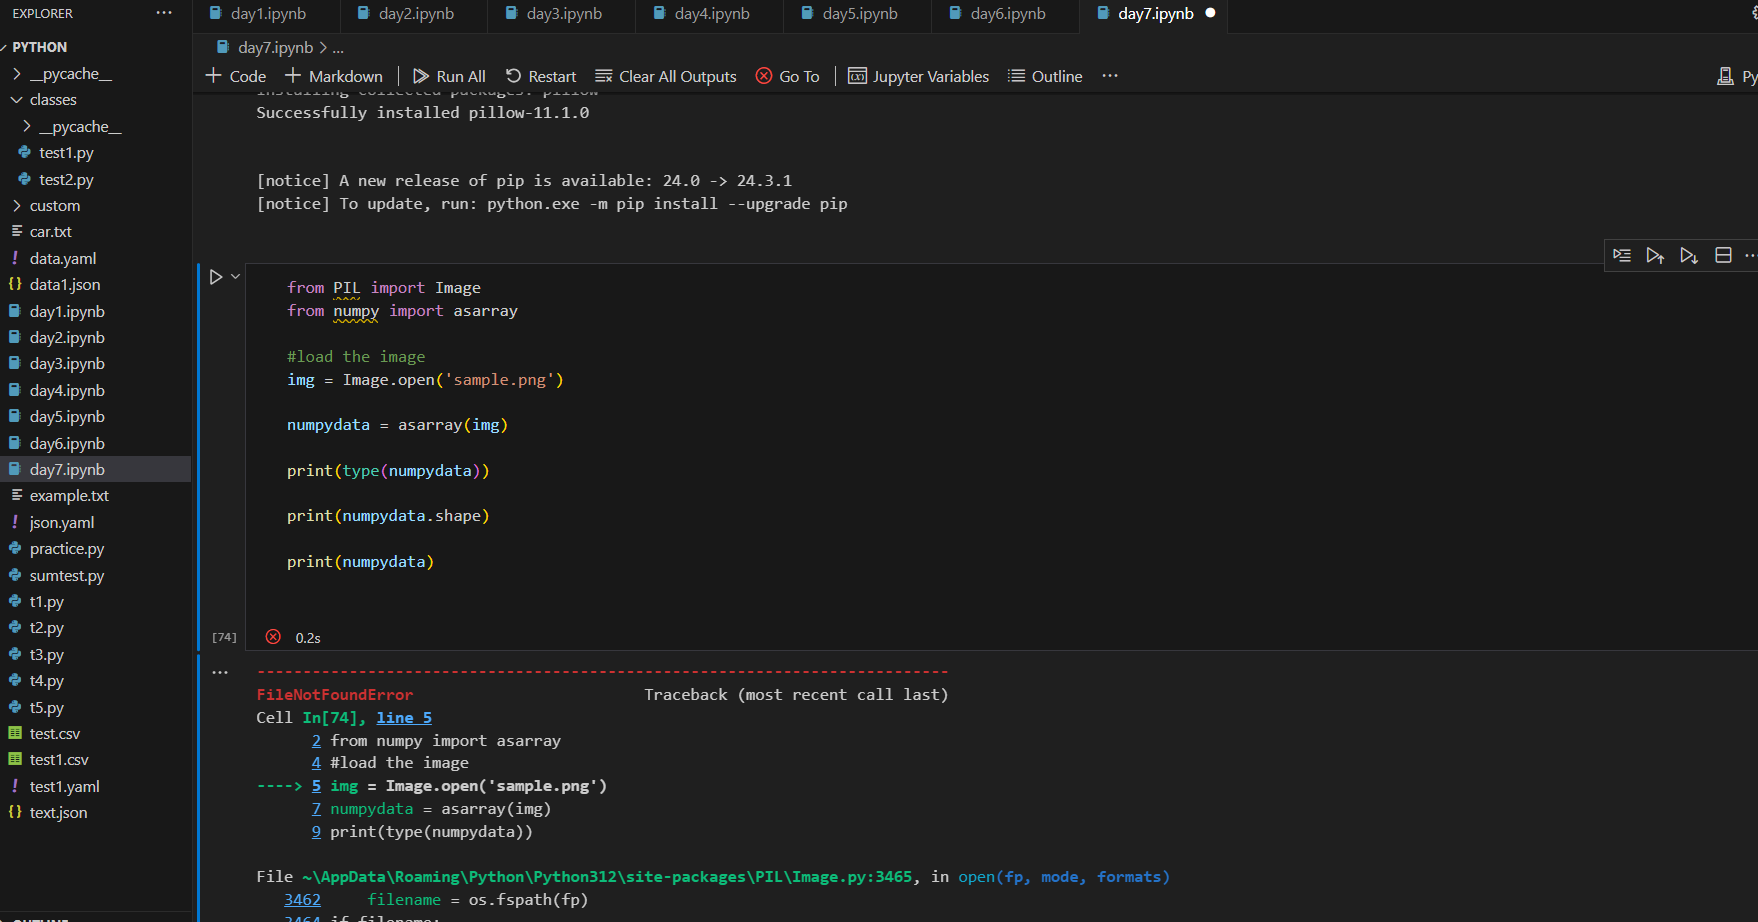 EXPLORER
PYTHON
__pycache__
classes
__pycache__
test1.py
test2.py
custom
car.txt
data.yaml
data1.json
day1.ipynb
day2.ipynb
day3.ipynb
day4.ipynb
day5.ipynb
day6.ipynb
day7.ipynb
example.txt
json.yaml
practice.py
sumtest.py
t1.py
t2.py
t3.py
t4.py
t5.py
test.csv
test1.csv
test1.yaml
text.json
day1.ipynb day2.ipynb day3.ipynb day4.ipynb day5.ipynb day6.ipynb day7.ipynb
day7.ipynb > ...
+ Code + Markdown | Run All Restart Clear All Outputs Go To | Jupyter Variables Outline ... Py
Installing collected packages: pillow
Successfully installed pillow-11.1.0
[notice] A new release of pip is available: 24.0 -> 24.3.1
[notice] To update, run: python.exe -m pip install --upgrade pip
from PIL import Image
from numpy import asarray
#load the image
img = Image.open('sample.png')
numpydata = asarray(img)
print(type(numpydata))
print(numpydata.shape)
print(numpydata)
[74] 0.2s
---------------------------------------------------------------------------
FileNotFoundError Traceback (most recent call last)
Cell In[74], line 5
2 from numpy import asarray
4 #load the image
----> 5 img = Image.open('sample.png')
7 numpydata = asarray(img)
9 print(type(numpydata))
File ~\AppData\Roaming\Python\Python312\site-packages\PIL\Image.py:3465, in open(fp, mode, formats)
3462 filename = os.fspath(fp)
3464 if filename: